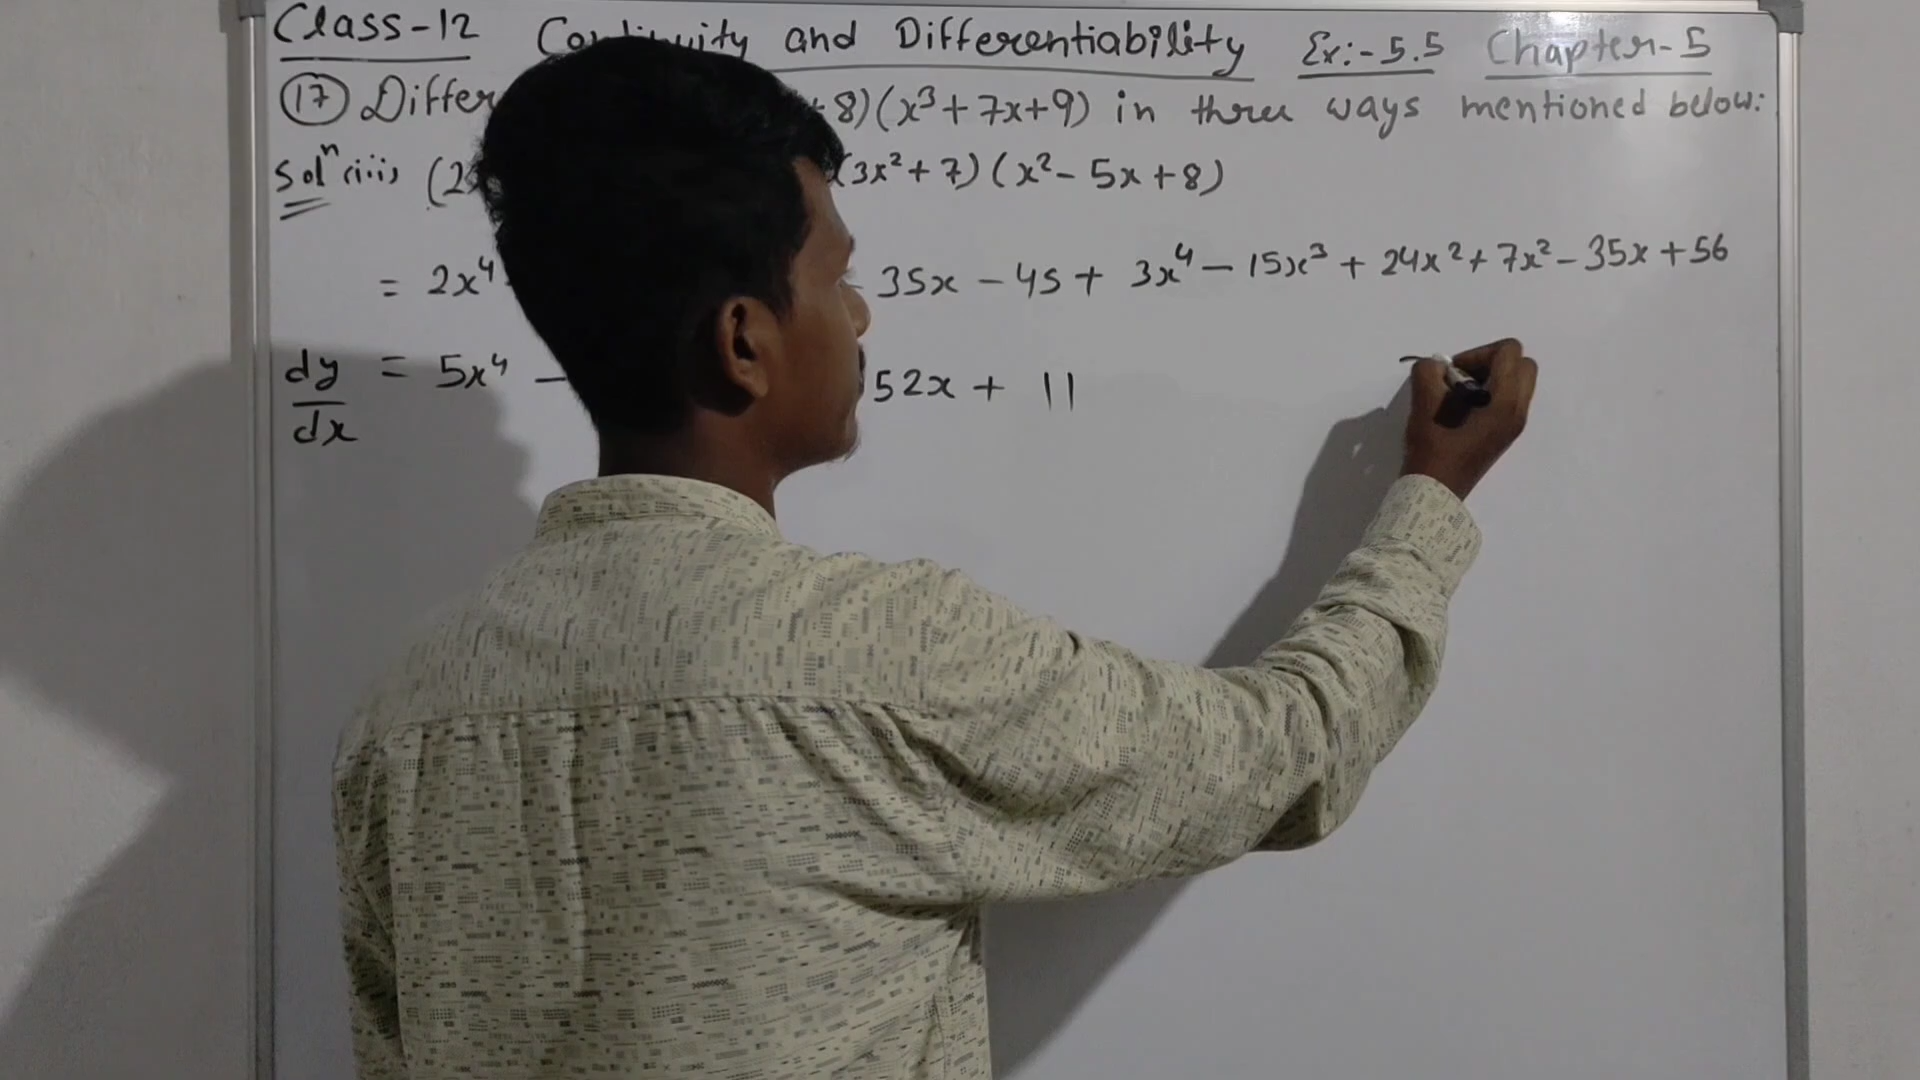 Class-12 Continuity and Differentiability Ex:-5.5 Chapter-5
(17) Differ 8)(x³+7x+9) in three ways mentioned below:
Solⁿ (iii) (2 (3x²+7)(x²-5x+8)
= 2x⁴ 35x - 45 + 3x⁴ - 15x³ + 24x² + 7x² - 35x + 56
dy/dx = 5x⁴ - 52x + 11